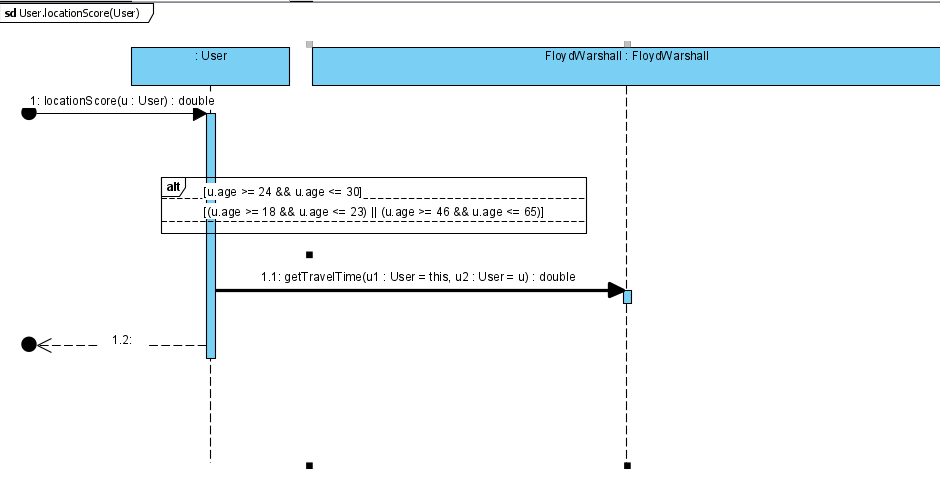 sd User.locationScore(User)
: User
FloydWarshall : FloydWarshall
1: locationScore(u : User) : double
alt
[u.age >= 24 && u.age <= 30]
[(u.age >= 18 && u.age <= 23) || (u.age >= 46 && u.age <= 65)]
1.1: getTravelTime(u1 : User = this, u2 : User = u) : double
1.2: